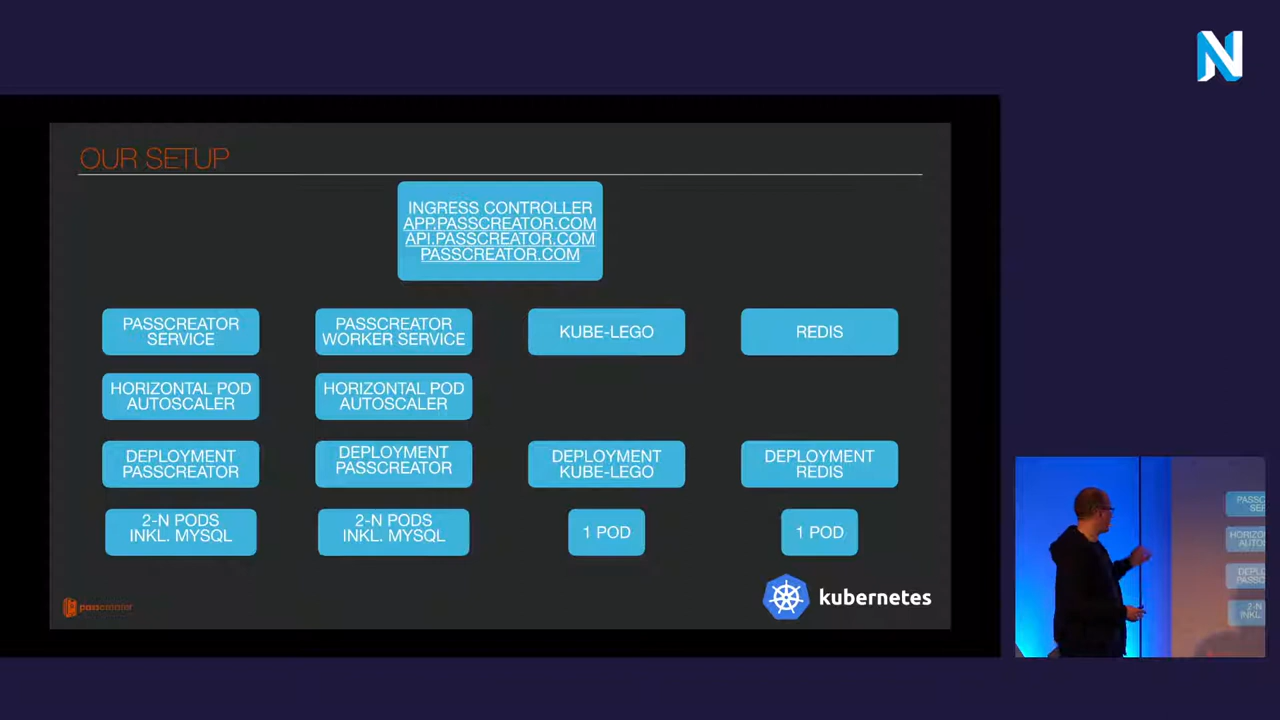 OUR SETUP
INGRESS CONTROLLER
APP.PASSCREATOR.COM
API.PASSCREATOR.COM
PASSCREATOR.COM
PASSCREATOR
SERVICE
PASSCREATOR
WORKER SERVICE
KUBE-LEGO
REDIS
HORIZONTAL POD
AUTOSCALER
HORIZONTAL POD
AUTOSCALER
DEPLOYMENT
PASSCREATOR
DEPLOYMENT
PASSCREATOR
DEPLOYMENT
KUBE-LEGO
DEPLOYMENT
REDIS
2-N PODS
INKL. MYSQL
2-N PODS
INKL. MYSQL
1 POD
1 POD
passcreator
kubernetes